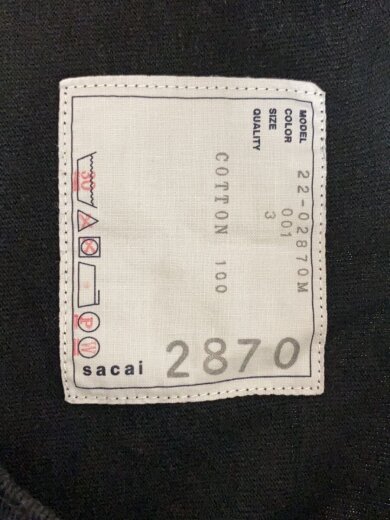 MODEL 22-02870M
COLOR 001
SIZE 3
QUALITY
COTTON 100
30
P
W
sacai 2870